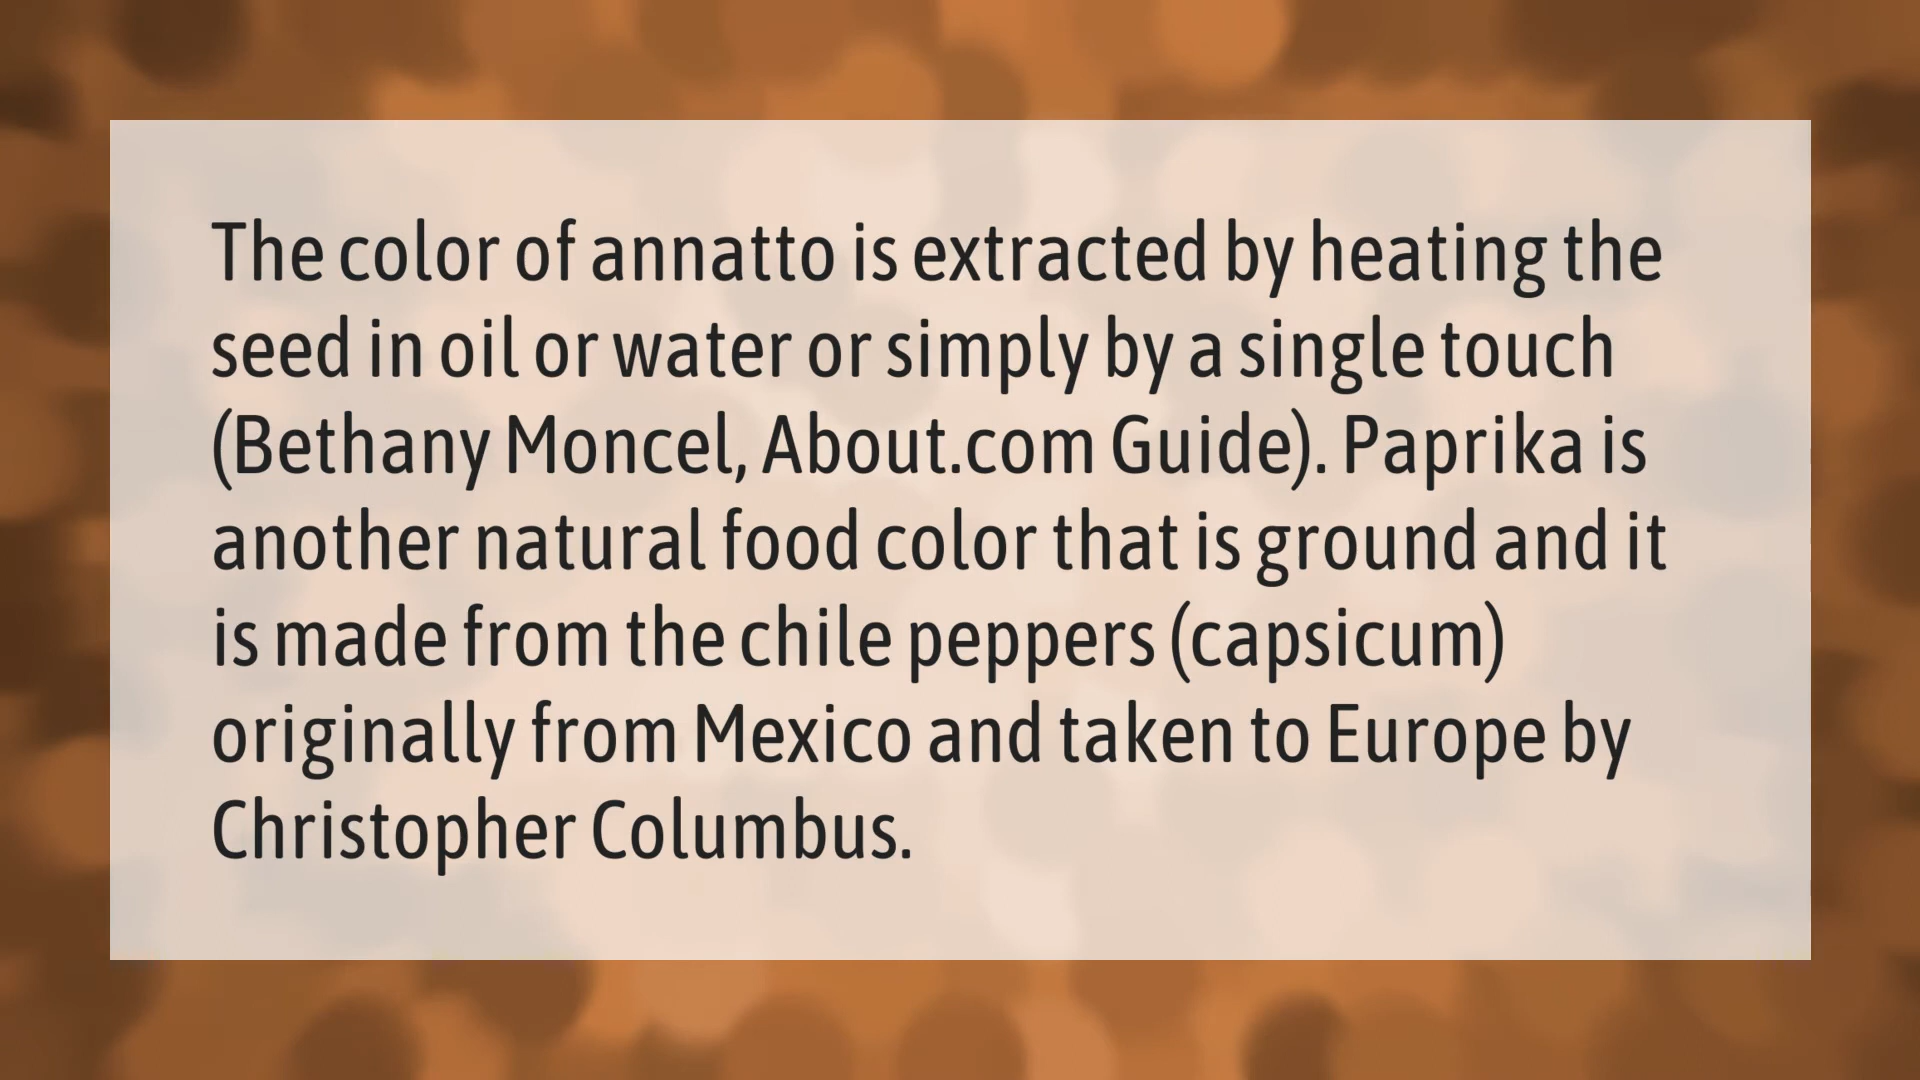 The color of annatto is extracted by heating the
seed in oil or water or simply by a single touch
(Bethany Moncel, About.com Guide). Paprika is
another natural food color that is ground and it
is made from the chile peppers (capsicum)
originally from Mexico and taken to Europe by
Christopher Columbus.